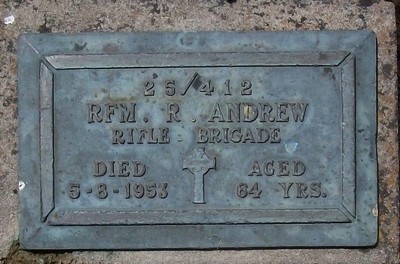 25/412
RFM. R. ANDREW
RIFLE BRIGADE
DIED AGED
5-8-1953 64 YRS.